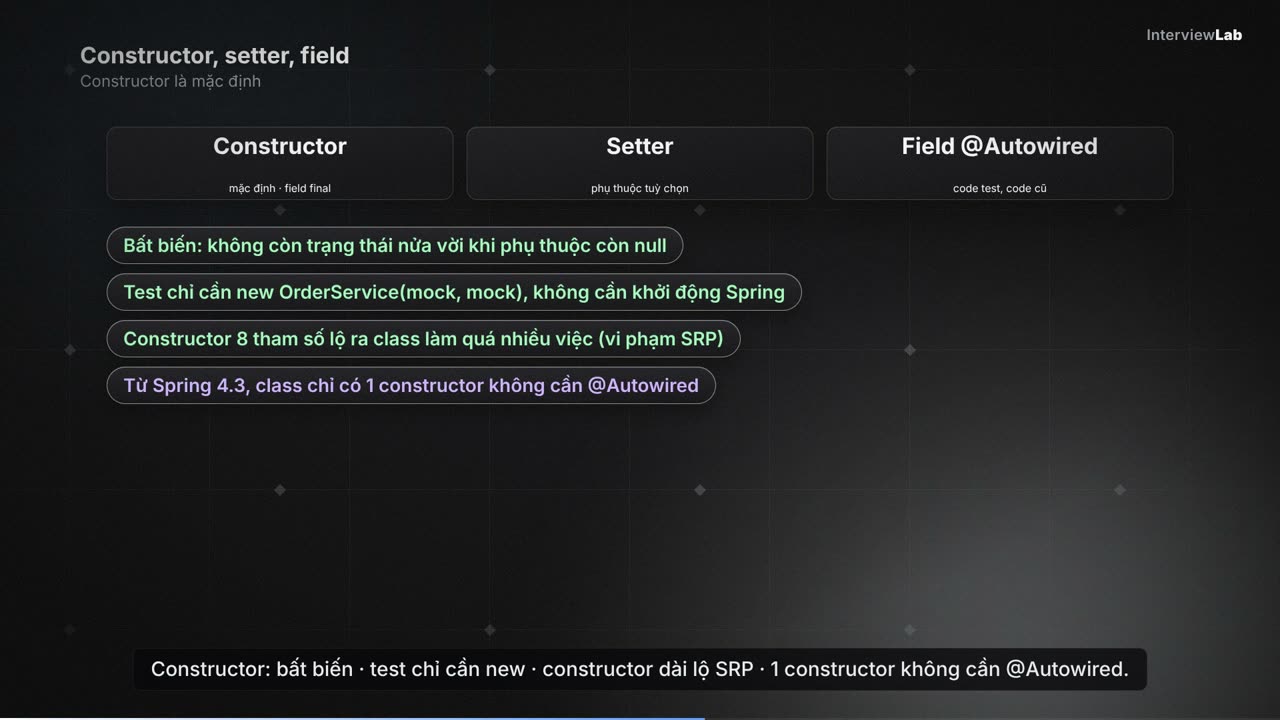 InterviewLab
Constructor, setter, field
Constructor là mặc định
Constructor
mặc định · field final
Setter
phụ thuộc tuỳ chọn
Field @Autowired
code test, code cũ
Bất biến: không còn trạng thái nửa vời khi phụ thuộc còn null
Test chỉ cần new OrderService(mock, mock), không cần khởi động Spring
Constructor 8 tham số lộ ra class làm quá nhiều việc (vi phạm SRP)
Từ Spring 4.3, class chỉ có 1 constructor không cần @Autowired
Constructor: bất biến · test chỉ cần new · constructor dài lộ SRP · 1 constructor không cần @Autowired.